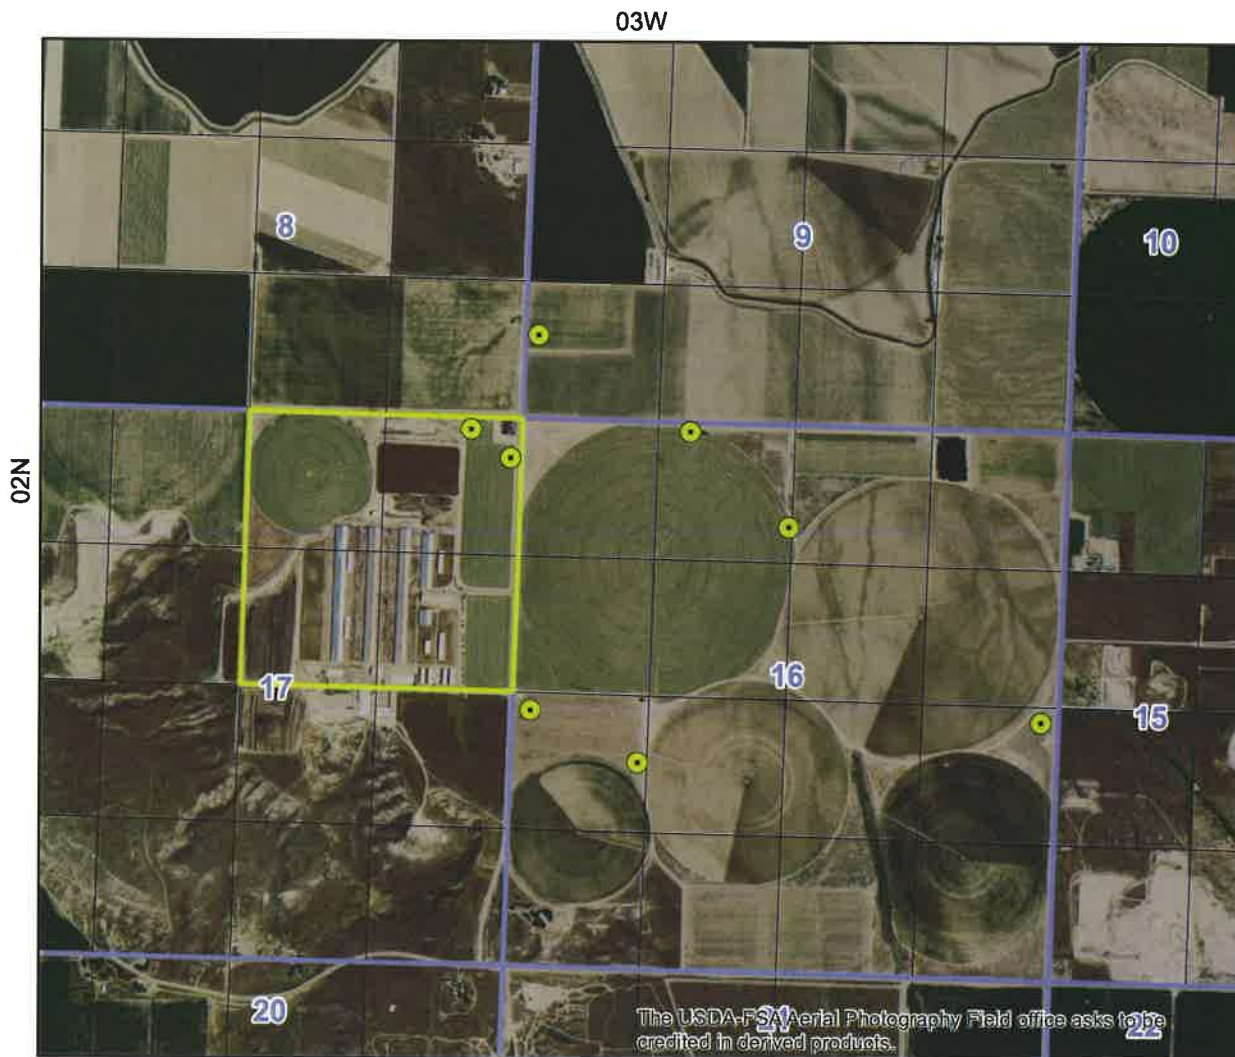 03W
8
9
10
02N
17
16
15
20
21
22
The USDA-FSA Aerial Photography Field office asks to be
credited in derived products.